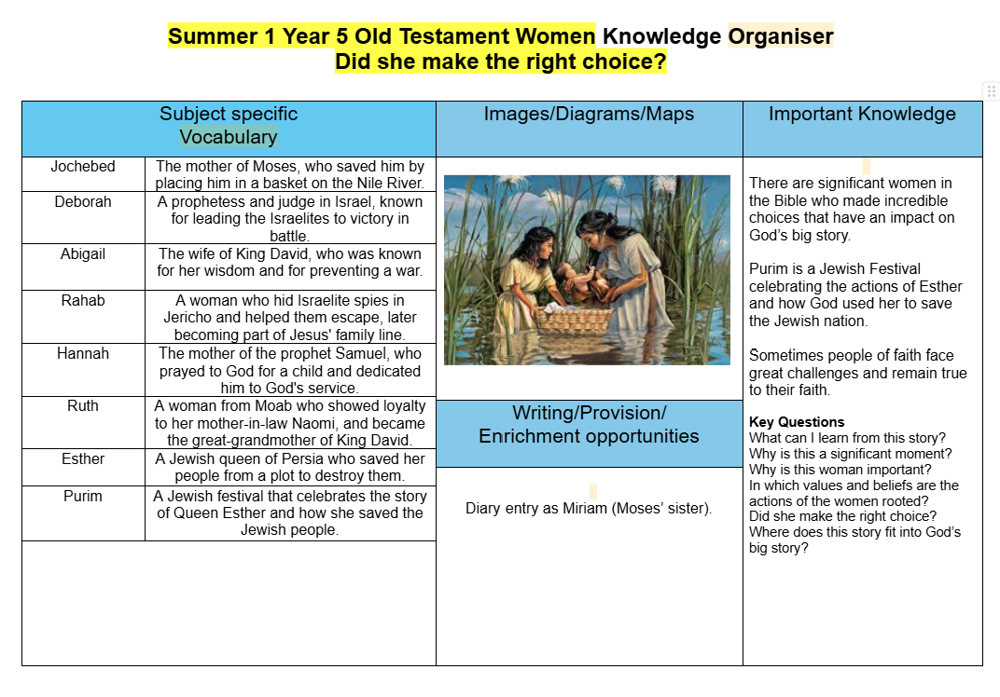 Summer 1 Year 5 Old Testament Women Knowledge Organiser
Did she make the right choice?
Subject specific
Vocabulary
Jochebed
The mother of Moses, who saved him by
placing him in a basket on the Nile River.
Deborah
A prophetess and judge in Israel, known
for leading the Israelites to victory in
battle.
Abigail
The wife of King David, who was known
for her wisdom and for preventing a war.
Rahab
A woman who hid Israelite spies in
Jericho and helped them escape, later
becoming part of Jesus' family line.
Hannah
The mother of the prophet Samuel, who
prayed to God for a child and dedicated
him to God's service.
Ruth
A woman from Moab who showed loyalty
to her mother-in-law Naomi, and became
the great-grandmother of King David.
Esther
A Jewish queen of Persia who saved her
people from a plot to destroy them.
Purim
A Jewish festival that celebrates the story
of Queen Esther and how she saved the
Jewish people.
Images/Diagrams/Maps
Writing/Provision/
Enrichment opportunities
Diary entry as Miriam (Moses’ sister).
Important Knowledge
There are significant women in
the Bible who made incredible
choices that have an impact on
God’s big story.
Purim is a Jewish Festival
celebrating the actions of Esther
and how God used her to save
the Jewish nation.
Sometimes people of faith face
great challenges and remain true
to their faith.
Key Questions
What can I learn from this story?
Why is this a significant moment?
Why is this woman important?
In which values and beliefs are the
actions of the women rooted?
Did she make the right choice?
Where does this story fit into God’s
big story?